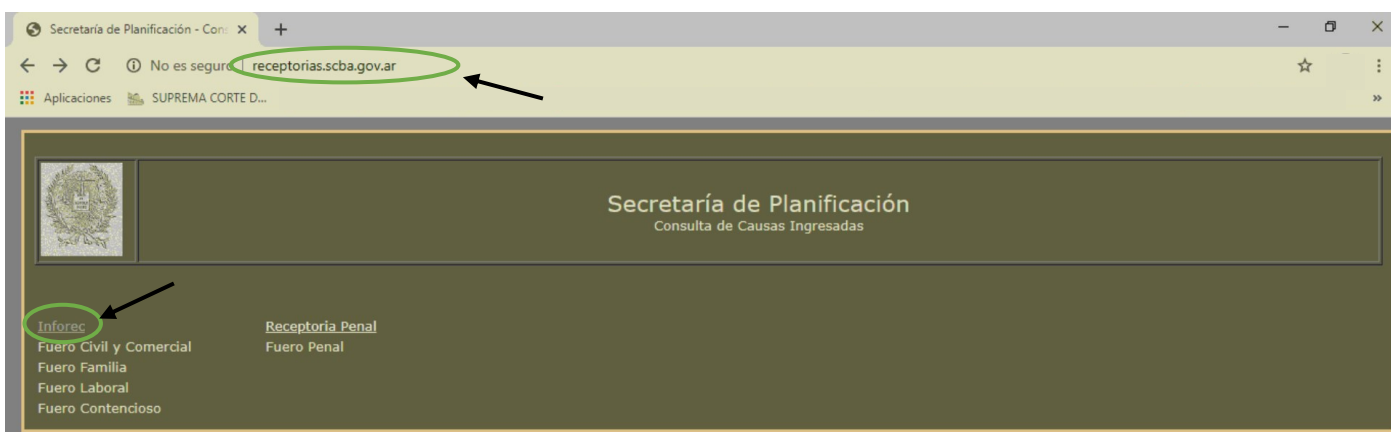 Secretaría de Planificación - Con
No es seguro receptorias.scba.gov.ar
Aplicaciones SUPREMA CORTE D...
Secretaría de Planificación
Consulta de Causas Ingresadas
Inforec Receptoria Penal
Fuero Civil y Comercial Fuero Penal
Fuero Familia
Fuero Laboral
Fuero Contencioso